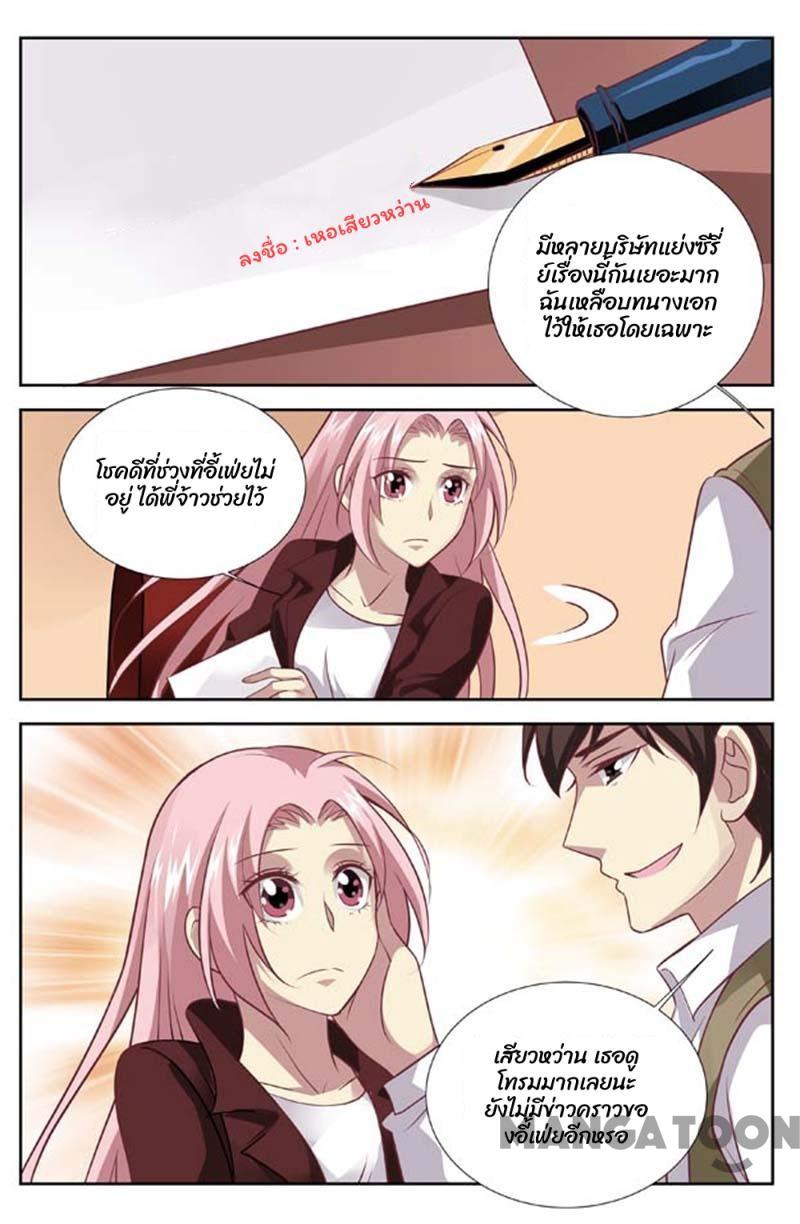 ลงชื่อ : เหอเสียวหว่าน
มีหลายบริษัทแย่งซีรี่
ย์เรื่องนี้กันเยอะมาก
ฉันเหลือบทนางเอก
ไว้ให้เธอโดยเฉพาะ
โชคดีที่ช่วงที่อี้เฟยไม่
อยู่ ได้พี่จ้าวช่วยไว้
เสียวหว่าน เธอดู
โทรมมากเลยนะ
ยังไม่มีข่าวคราวขอ
งอี้เฟยอีกหรอ
MANGATOON